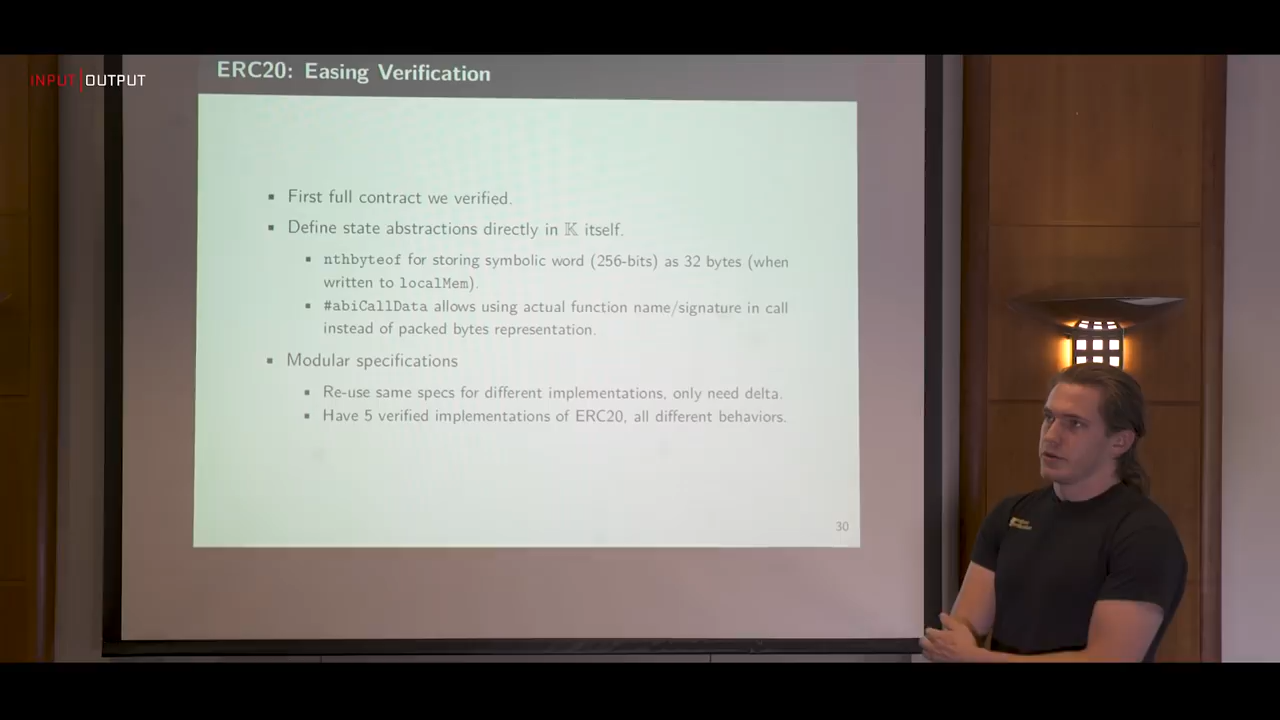 INPUT|OUTPUT
ERC20: Easing Verification
▪ First full contract we verified.
▪ Define state abstractions directly in 𝕂 itself.
▪ nthbyteof for storing symbolic word (256-bits) as 32 bytes (when
written to localMem).
▪ #abiCallData allows using actual function name/signature in call
instead of packed bytes representation.
▪ Modular specifications
▪ Re-use same specs for different implementations, only need delta.
▪ Have 5 verified implementations of ERC20, all different behaviors.
30